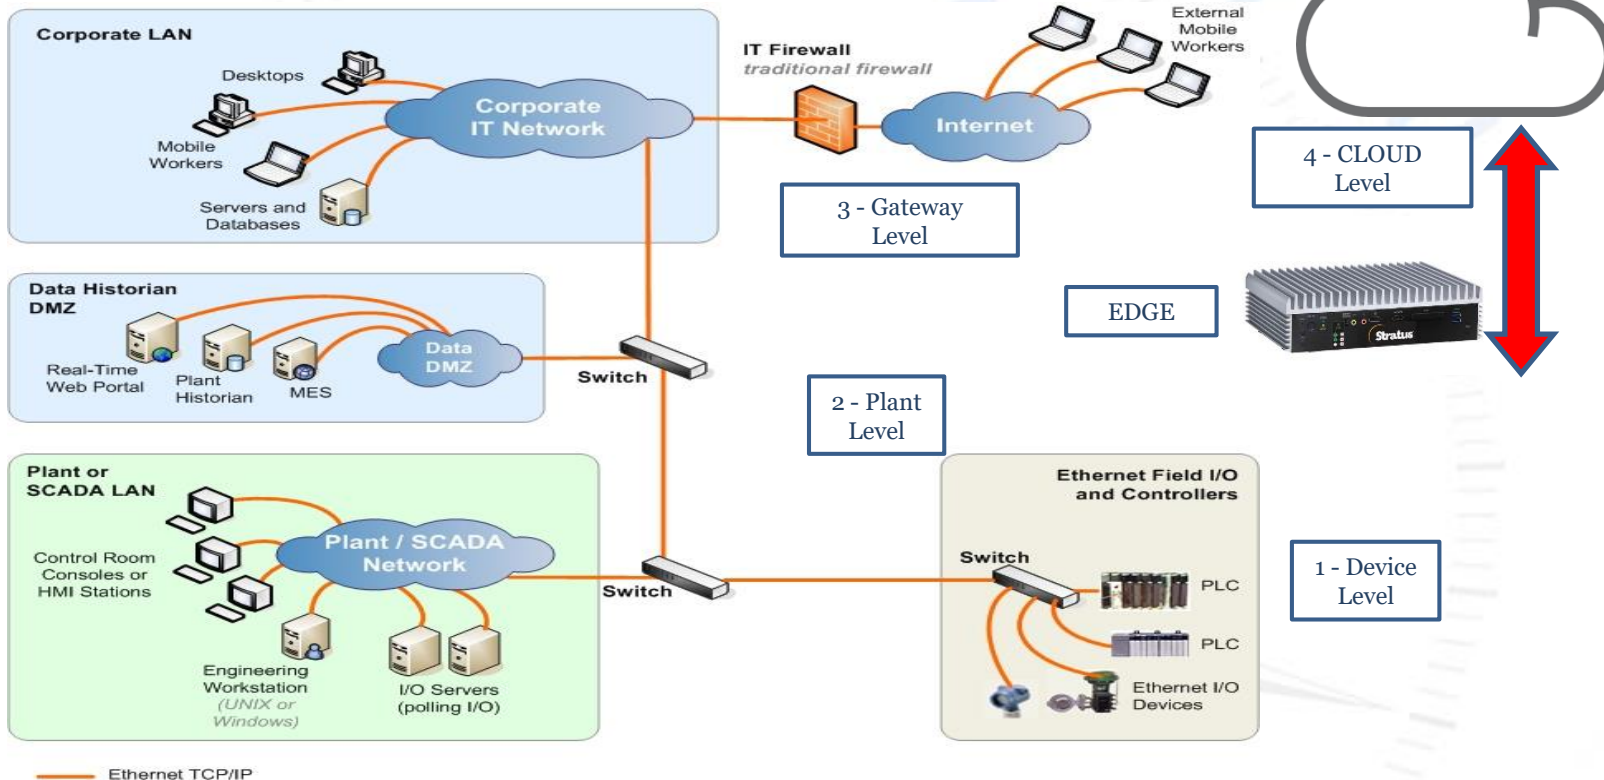 Corporate LAN
Desktops
Mobile
Workers
Servers and
Databases
Corporate
IT Network
IT Firewall
traditional firewall
Internet
External
Mobile
Workers
3 - Gateway
Level
4 - CLOUD
Level
EDGE
Stratus
Data Historian
DMZ
Real-Time
Web Portal
Plant
Historian
MES
Data
DMZ
Switch
2 - Plant
Level
Plant or
SCADA LAN
Control Room
Consoles or
HMI Stations
Plant / SCADA
Network
Engineering
Workstation
(UNIX or
Windows)
I/O Servers
(polling I/O)
Switch
Ethernet Field I/O
and Controllers
Switch
PLC
PLC
Ethernet I/O
Devices
1 - Device
Level
Ethernet TCP/IP